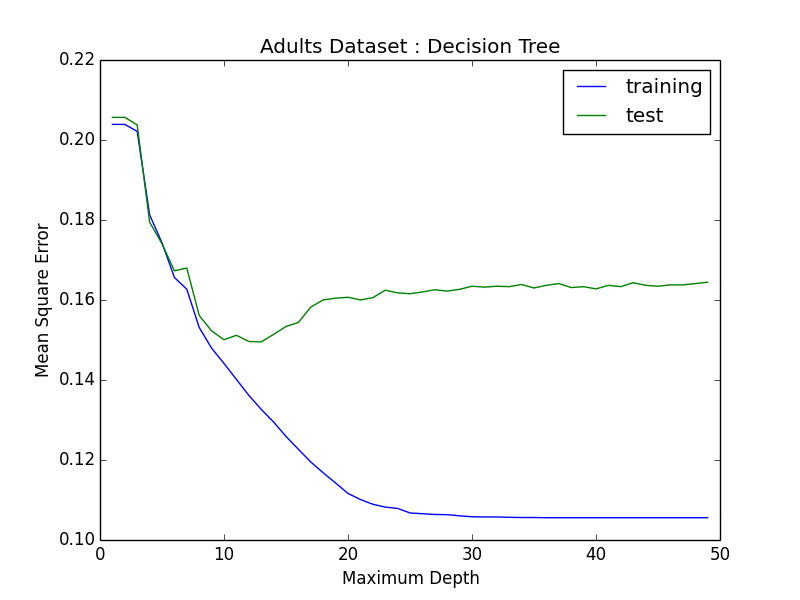 Adults Dataset : Decision Tree
training
test
Mean Square Error
0.22
0.20
0.18
0.16
0.14
0.12
0.10
0 10 20 30 40 50
Maximum Depth